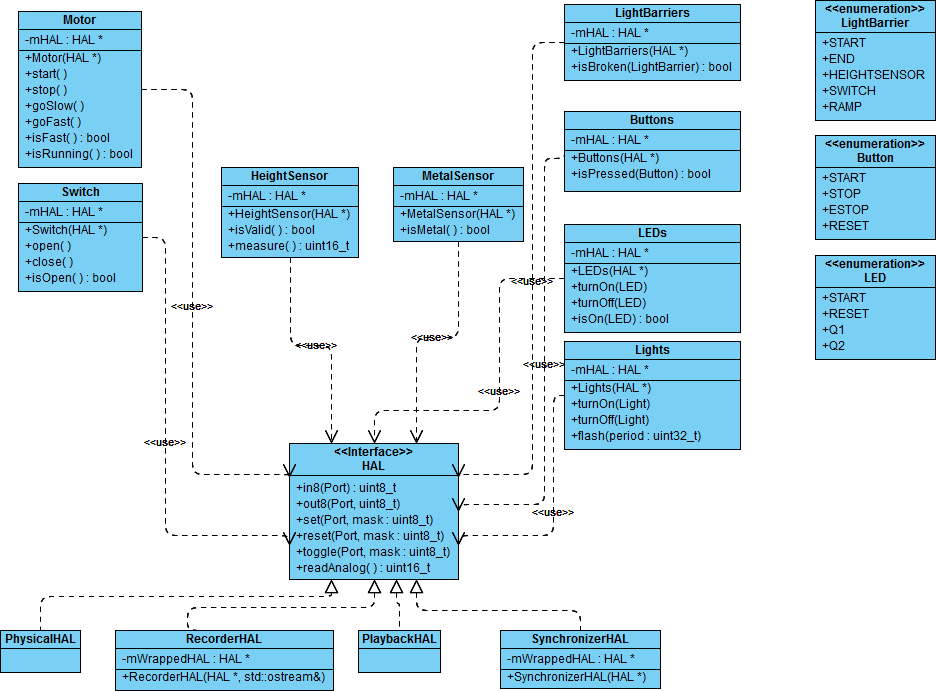 Motor
-mHAL : HAL *
+Motor(HAL *)
+start( )
+stop( )
+goSlow( )
+goFast( )
+isFast( ) : bool
+isRunning( ) : bool
Switch
-mHAL : HAL *
+Switch(HAL *)
+open( )
+close( )
+isOpen( ) : bool
HeightSensor
-mHAL : HAL *
+HeightSensor(HAL *)
+isValid( ) : bool
+measure( ) : uint16_t
MetalSensor
-mHAL : HAL *
+MetalSensor(HAL *)
+isMetal( ) : bool
LightBarriers
-mHAL : HAL *
+LightBarriers(HAL *)
+isBroken(LightBarrier) : bool
Buttons
-mHAL : HAL *
+Buttons(HAL *)
+isPressed(Button) : bool
LEDs
-mHAL : HAL *
+LEDs(HAL *)
+turnOn(LED)
+turnOff(LED)
+isOn(LED) : bool
Lights
-mHAL : HAL *
+Lights(HAL *)
+turnOn(Light)
+turnOff(Light)
+flash(period : uint32_t)
<<enumeration>>
LightBarrier
+START
+END
+HEIGHTSENSOR
+SWITCH
+RAMP
<<enumeration>>
Button
+START
+STOP
+ESTOP
+RESET
<<enumeration>>
LED
+START
+RESET
+Q1
+Q2
<<use>>
<<use>>
<<use>>
<<use>>
<<use>>
<<use>>
<<use>>
<<use>>
<<Interface>>
HAL
+in8(Port) : uint8_t
+out8(Port, uint8_t)
+set(Port, mask : uint8_t)
+reset(Port, mask : uint8_t)
+toggle(Port, mask : uint8_t)
+readAnalog( ) : uint16_t
PhysicalHAL
RecorderHAL
-mWrappedHAL : HAL *
+RecorderHAL(HAL *, std::ostream&)
PlaybackHAL
SynchronizerHAL
-mWrappedHAL : HAL *
+SynchronizerHAL(HAL *)